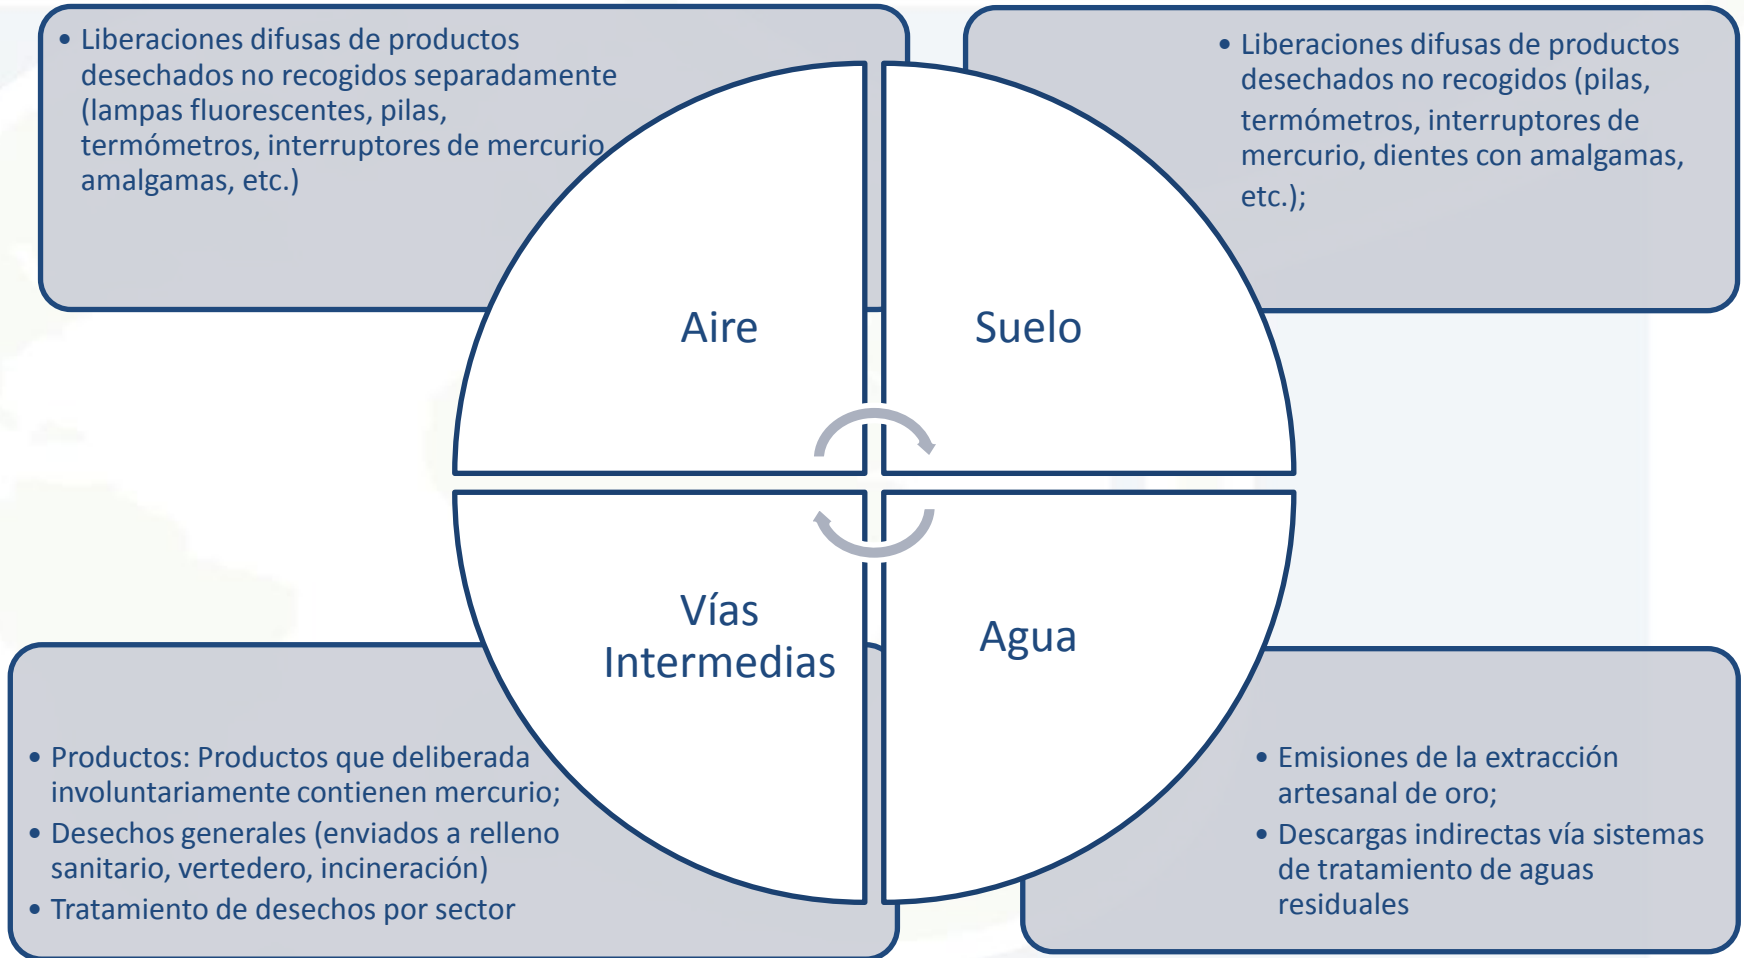 • Liberaciones difusas de productos
desechados no recogidos separadamente
(lampas fluorescentes, pilas,
termómetros, interruptores de mercurio,
amalgamas, etc.)
• Liberaciones difusas de productos
desechados no recogidos (pilas,
termómetros, interruptores de
mercurio, dientes con amalgamas,
etc.);
Aire
Suelo
Vías
Intermedias
Agua
• Productos: Productos que deliberada
involuntariamente contienen mercurio;
• Desechos generales (enviados a relleno
sanitario, vertedero, incineración)
• Tratamiento de desechos por sector
• Emisiones de la extracción
artesanal de oro;
• Descargas indirectas vía sistemas
de tratamiento de aguas
residuales